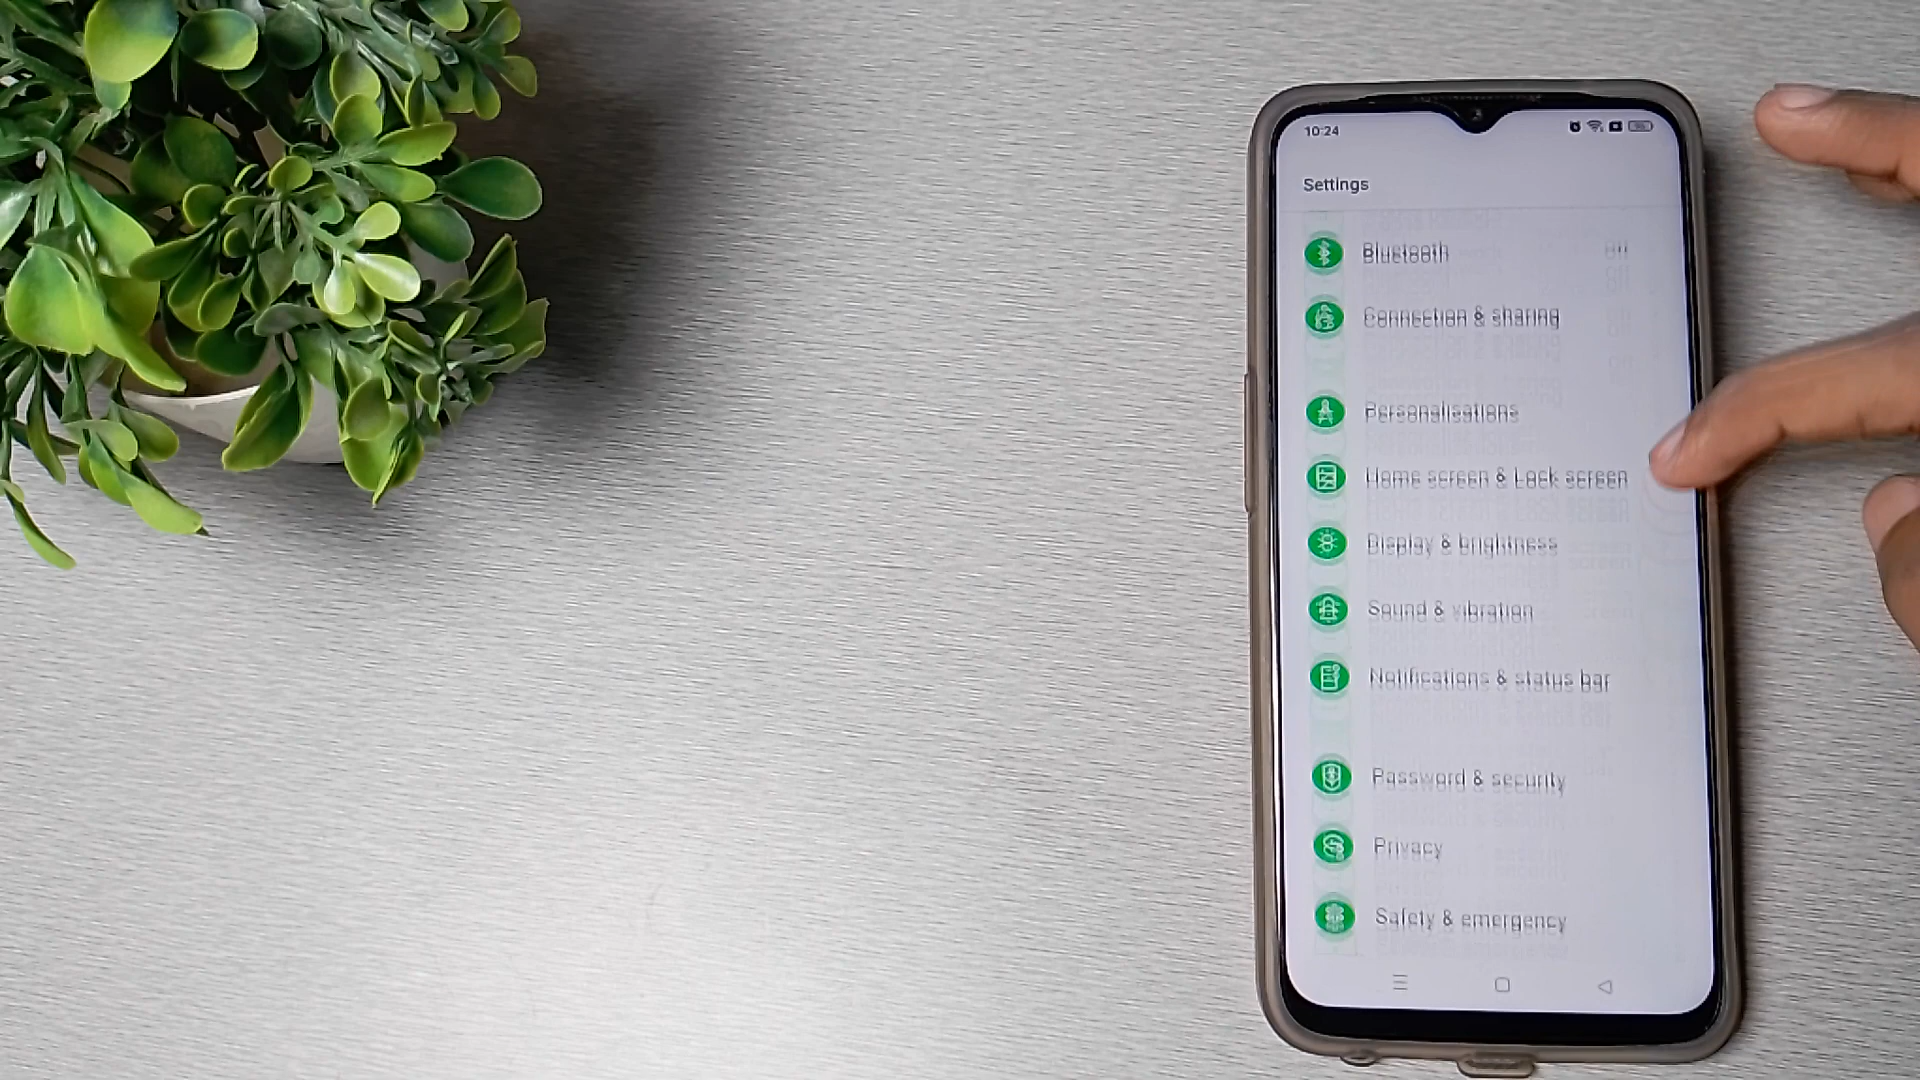 10:24
Settings
Bluetooth Off
Connection & sharing
Personalisations
Home screen & Lock screen
Display & brightness
Sound & vibration
Notifications & status bar
Password & security
Privacy
Safety & emergency